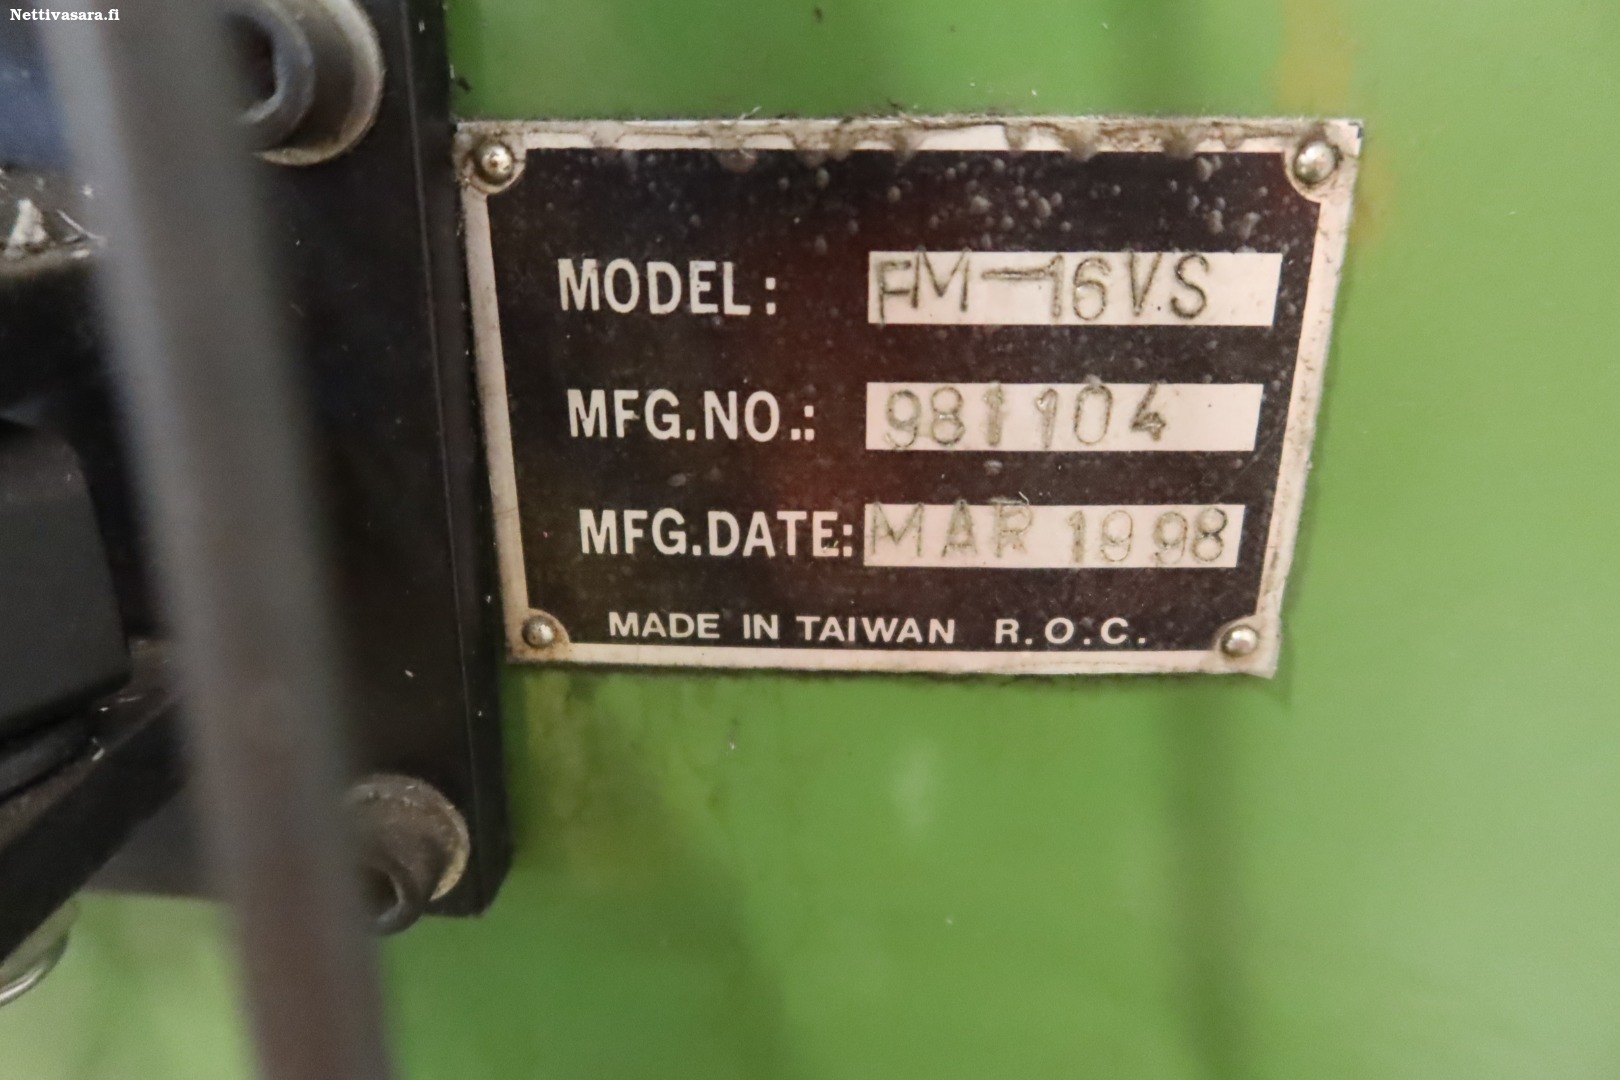 Nettivasara.fi
MODEL: FM-16VS
MFG.NO.: 981104
MFG.DATE: MAR 1998
MADE IN TAIWAN R.O.C.